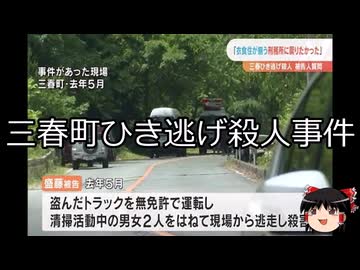 「衣食住が揃う刑務所に戻りたかった」
三春ひき逃げ殺人 被告人質問
事件があった現場
三春町・去年5月
三春町ひき逃げ殺人事件
盛藤被告 去年5月
盗んだトラックを無免許で運転し
清掃活動中の男女2人をはねて現場から逃走し殺害